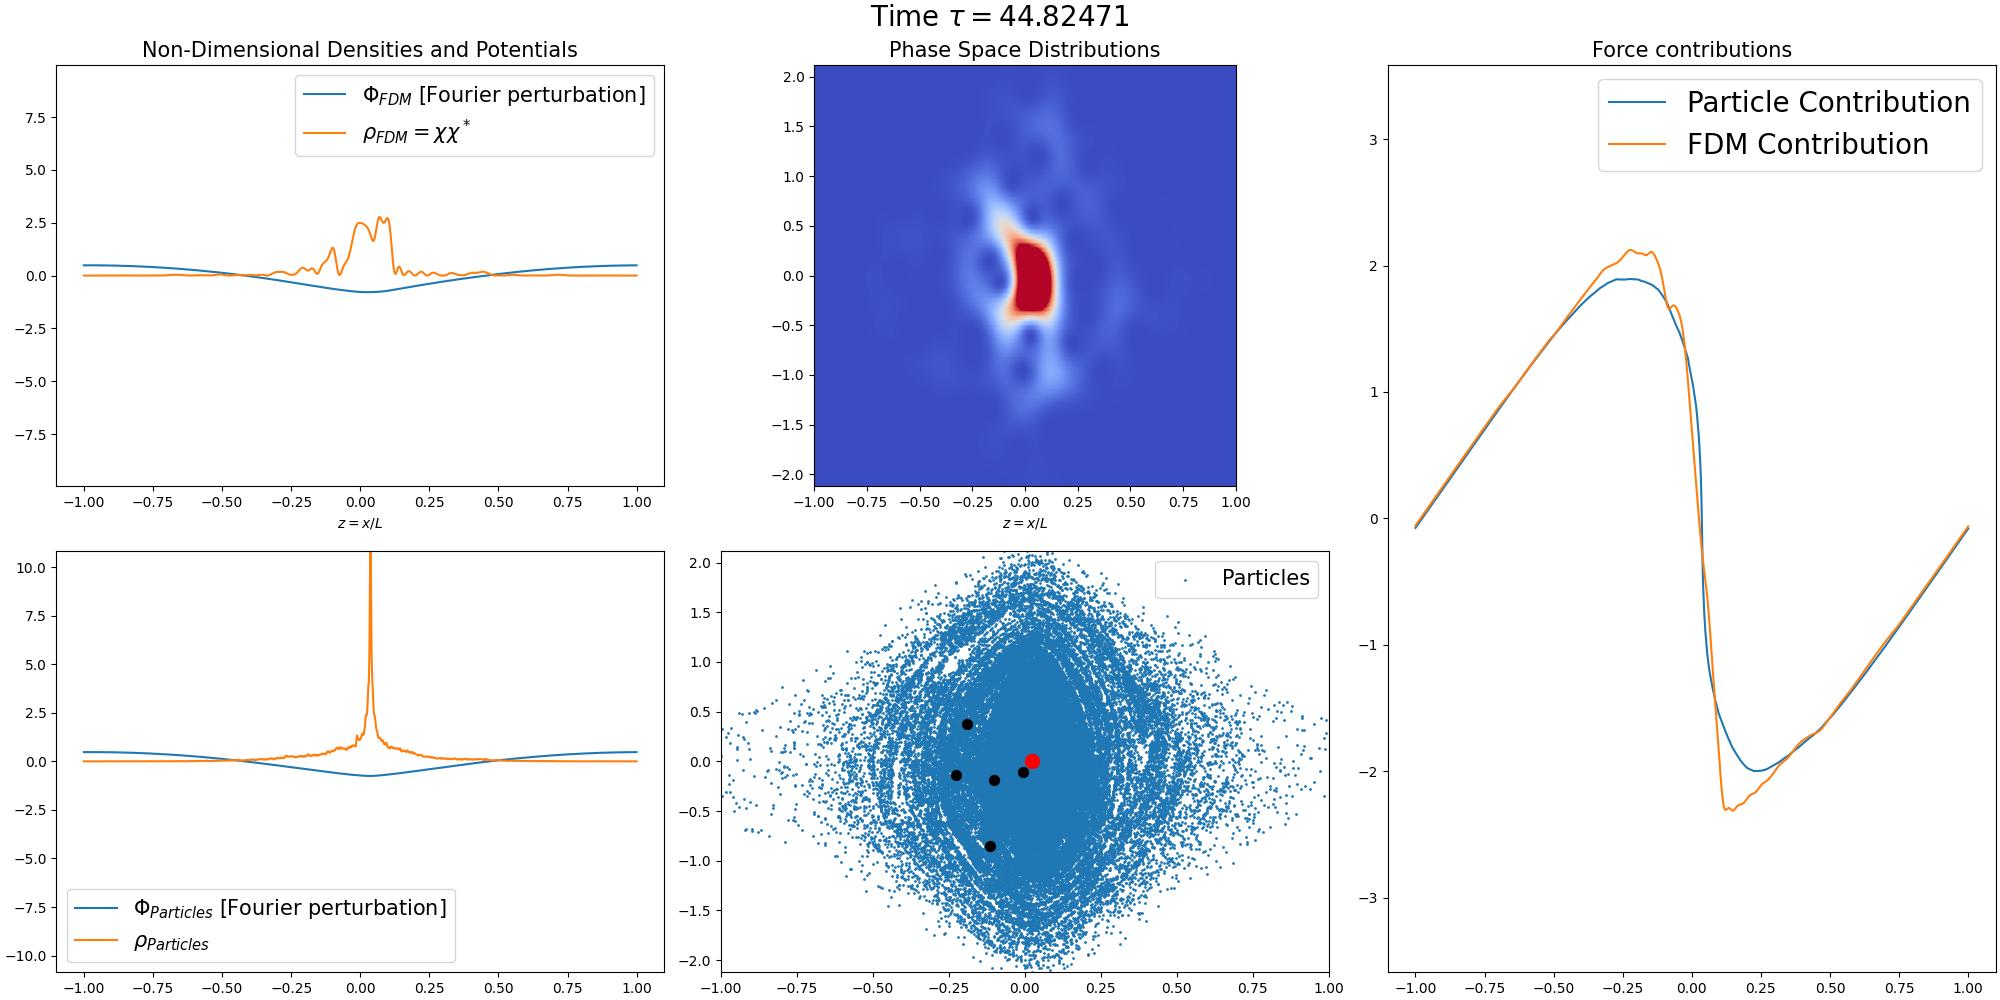 Time τ = 44.82471
Non-Dimensional Densities and Potentials
Φ_FDM [Fourier perturbation]
ρ_FDM = χχ*
7.5
5.0
2.5
0.0
−2.5
−5.0
−7.5
−1.00 −0.75 −0.50 −0.25 0.00 0.25 0.50 0.75 1.00
z = x/L
Phase Space Distributions
2.0
1.5
1.0
0.5
0.0
−0.5
−1.0
−1.5
−2.0
−1.00 −0.75 −0.50 −0.25 0.00 0.25 0.50 0.75 1.00
z = x/L
Force contributions
Particle Contribution
FDM Contribution
3
2
1
0
−1
−2
−3
−1.00 −0.75 −0.50 −0.25 0.00 0.25 0.50 0.75 1.00
10.0
7.5
5.0
2.5
0.0
−2.5
−5.0
−7.5
−10.0
Φ_Particles [Fourier perturbation]
ρ_Particles
−1.00 −0.75 −0.50 −0.25 0.00 0.25 0.50 0.75 1.00
Particles
2.0
1.5
1.0
0.5
0.0
−0.5
−1.0
−1.5
−2.0
−1.00 −0.75 −0.50 −0.25 0.00 0.25 0.50 0.75 1.00